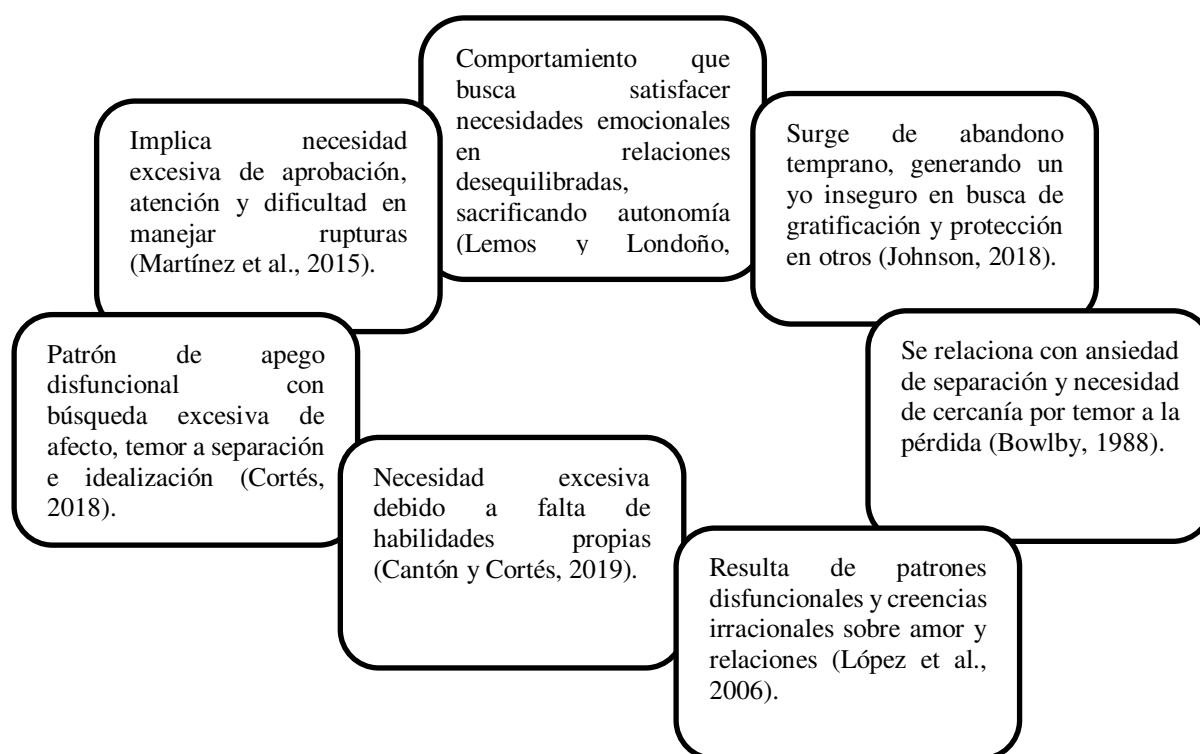 Comportamiento que
busca satisfacer
necesidades emocionales
en relaciones
desequilibradas,
sacrificando autonomía
(Lemos y Londoño,
Implica necesidad
excesiva de aprobación,
atención y dificultad en
manejar rupturas
(Martínez et al., 2015).
Surge de abandono
temprano, generando un
yo inseguro en busca de
gratificación y protección
en otros (Johnson, 2018).
Patrón de apego
disfuncional con
búsqueda excesiva de
afecto, temor a separación
e idealización (Cortés,
2018).
Se relaciona con ansiedad
de separación y necesidad
de cercanía por temor a la
pérdida (Bowlby, 1988).
Necesidad excesiva
debido a falta de
habilidades propias
(Cantón y Cortés, 2019).
Resulta de patrones
disfuncionales y creencias
irracionales sobre amor y
relaciones (López et al.,
2006).